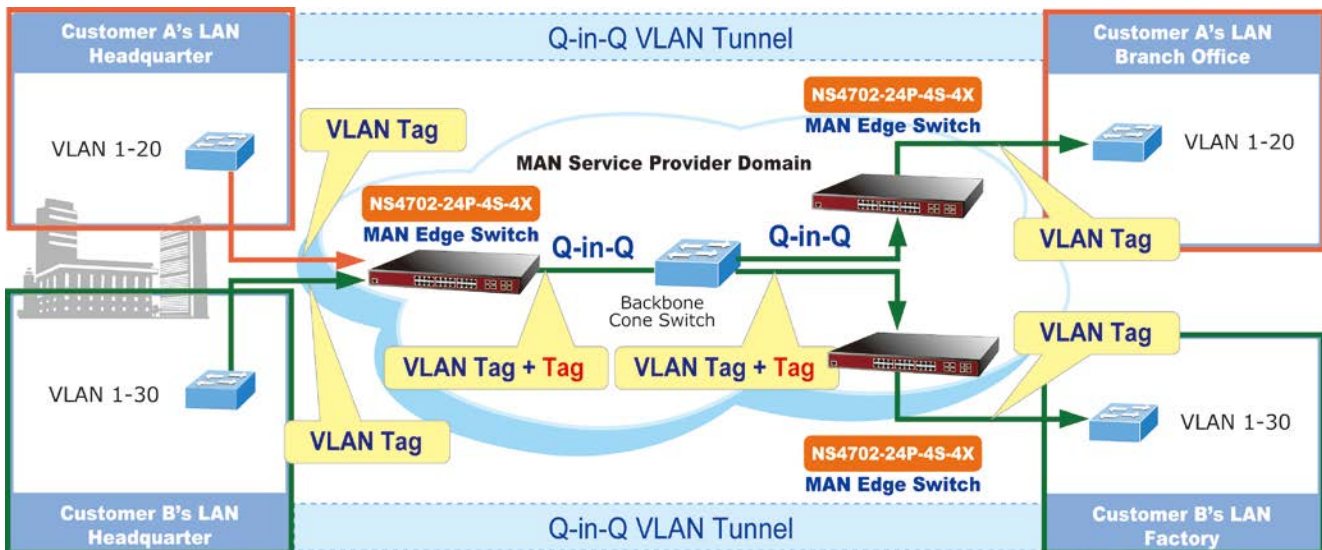 Customer A's LAN
Headquarter
Q-in-Q VLAN Tunnel
Customer A's LAN
Branch Office
VLAN 1-20
VLAN Tag
NS4702-24P-4S-4X
MAN Edge Switch
VLAN 1-20
MAN Service Provider Domain
NS4702-24P-4S-4X
MAN Edge Switch
Q-in-Q
Q-in-Q
VLAN Tag
Backbone
Cone Switch
VLAN Tag + Tag
VLAN Tag + Tag
VLAN Tag
VLAN 1-30
VLAN Tag
VLAN 1-30
NS4702-24P-4S-4X
MAN Edge Switch
Customer B's LAN
Headquarter
Q-in-Q VLAN Tunnel
Customer B's LAN
Factory